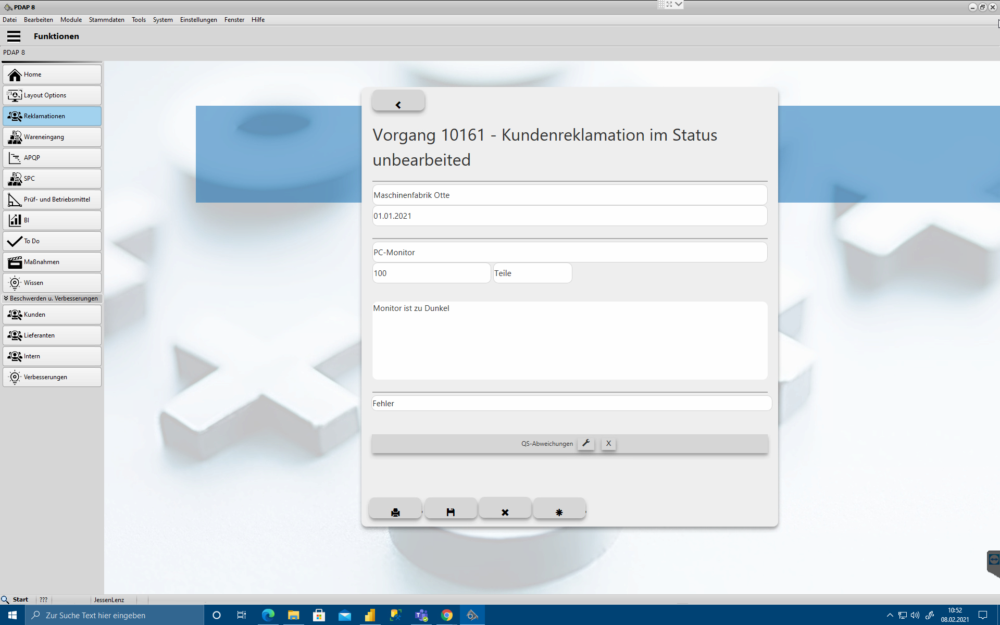 PDAP 8
Datei Bearbeiten Module Stammdaten Tools System Einstellungen Fenster Hilfe
Funktionen
PDAP 8
Home
Layout Options
Reklamationen
Wareneingang
APQP
SPC
Prüf- und Betriebsmittel
BI
To Do
Maßnahmen
Wissen
Beschwerden u. Verbesserungen
Kunden
Lieferanten
Intern
Verbesserungen
Vorgang 10161 - Kundenreklamation im Status
unbearbeited
Maschinenfabrik Otte
01.01.2021
PC-Monitor
100 Teile
Monitor ist zu Dunkel
Fehler
QS-Abweichungen X
Start ??? JessenLenz
Zur Suche Text hier eingeben
10:52
08.02.2021